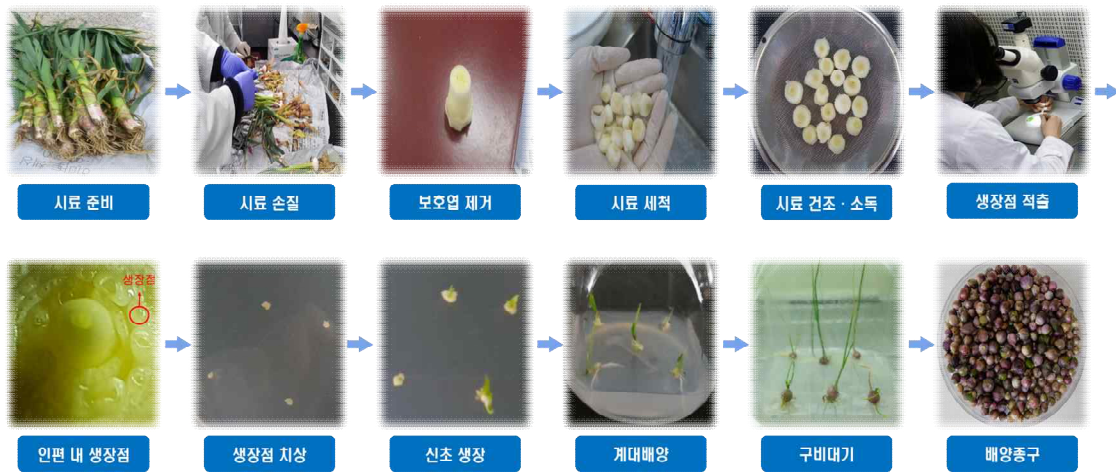 시료 준비
시료 손질
보호엽 제거
시료 세척
시료 건조 · 소독
생장점 적출
생장점
인편 내 생장점
생장점 치상
신초 생장
계대배양
구비대기
배양종구